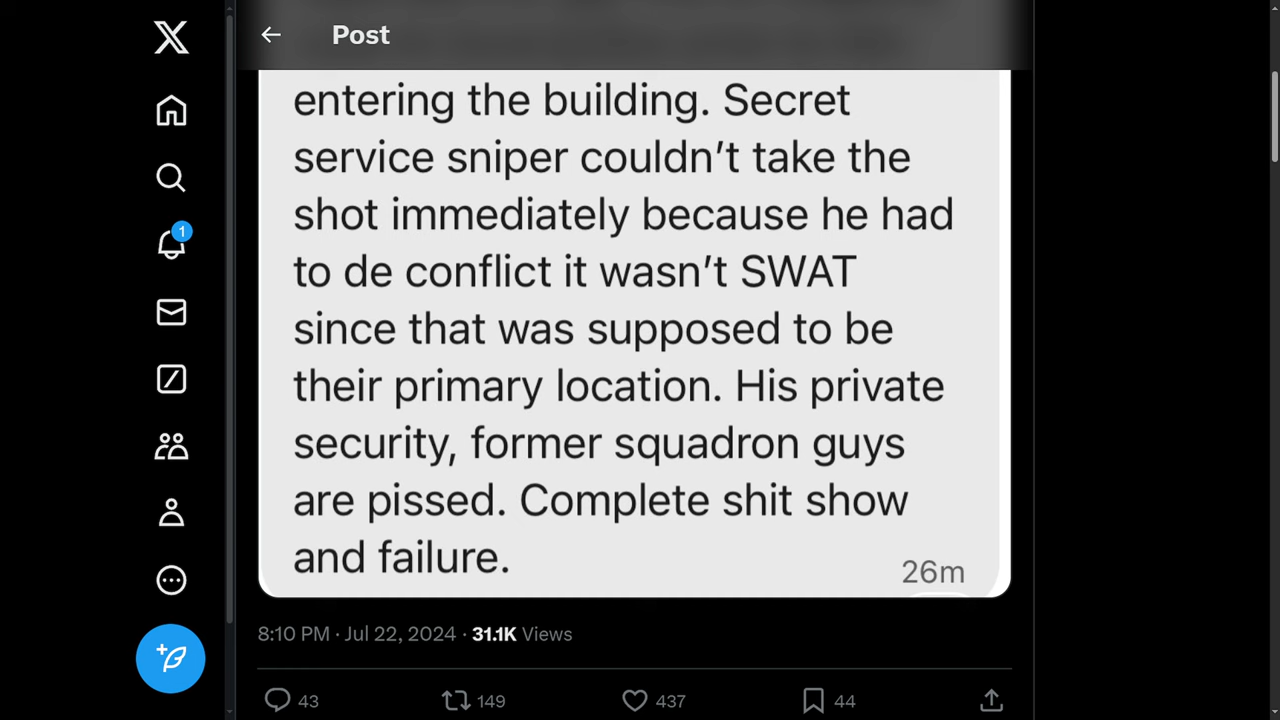 Post
entering the building. Secret
service sniper couldn’t take the
shot immediately because he had
to de conflict it wasn’t SWAT
since that was supposed to be
their primary location. His private
security, former squadron guys
are pissed. Complete shit show
and failure.
26m
8:10 PM · Jul 22, 2024 · 31.1K Views
43 149 437 44
1